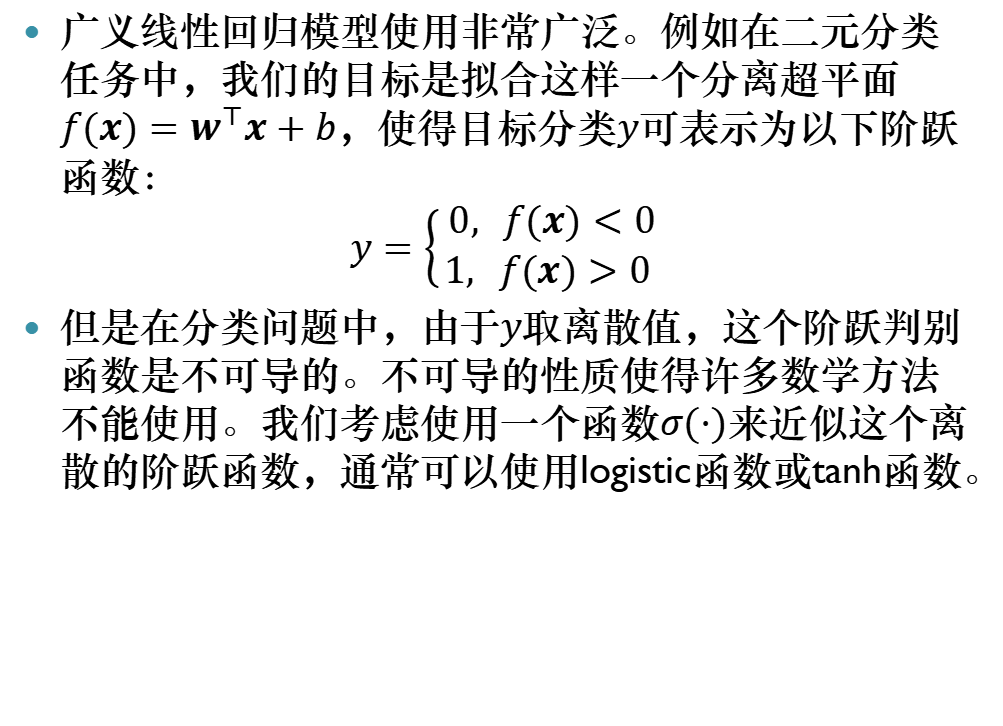 • 广义线性回归模型使用非常广泛。例如在二元分类
任务中，我们的目标是拟合这样一个分离超平面
f(x) = w⊤x + b，使得目标分类y可表示为以下阶跃
函数：
y = { 0, f(x) < 0
1, f(x) > 0
• 但是在分类问题中，由于y取离散值，这个阶跃判别
函数是不可导的。不可导的性质使得许多数学方法
不能使用。我们考虑使用一个函数σ(·)来近似这个离
散的阶跃函数，通常可以使用logistic函数或tanh函数。